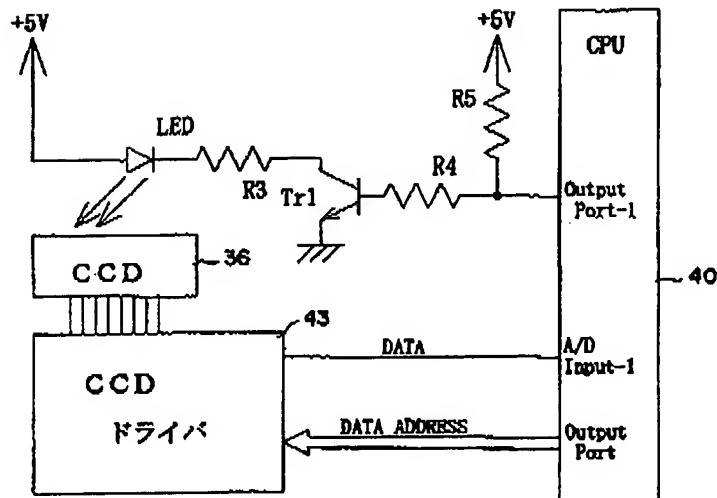 +5V
+5V
CPU
R5
LED
R4
R3
Tr1
Output
Port-1
CCD
36
40
43
DATA
A/D
Input-1
CCD
ドライバ
DATA ADDRESS
Output
Port